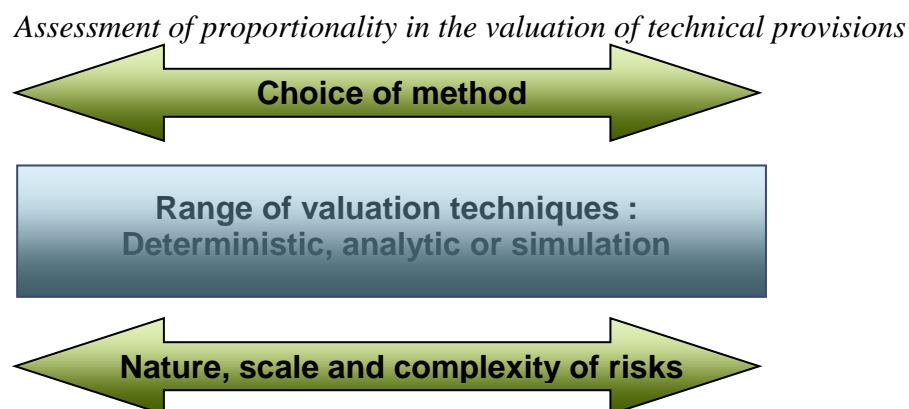 Assessment of proportionality in the valuation of technical provisions
Choice of method
Range of valuation techniques :
Deterministic, analytic or simulation
Nature, scale and complexity of risks